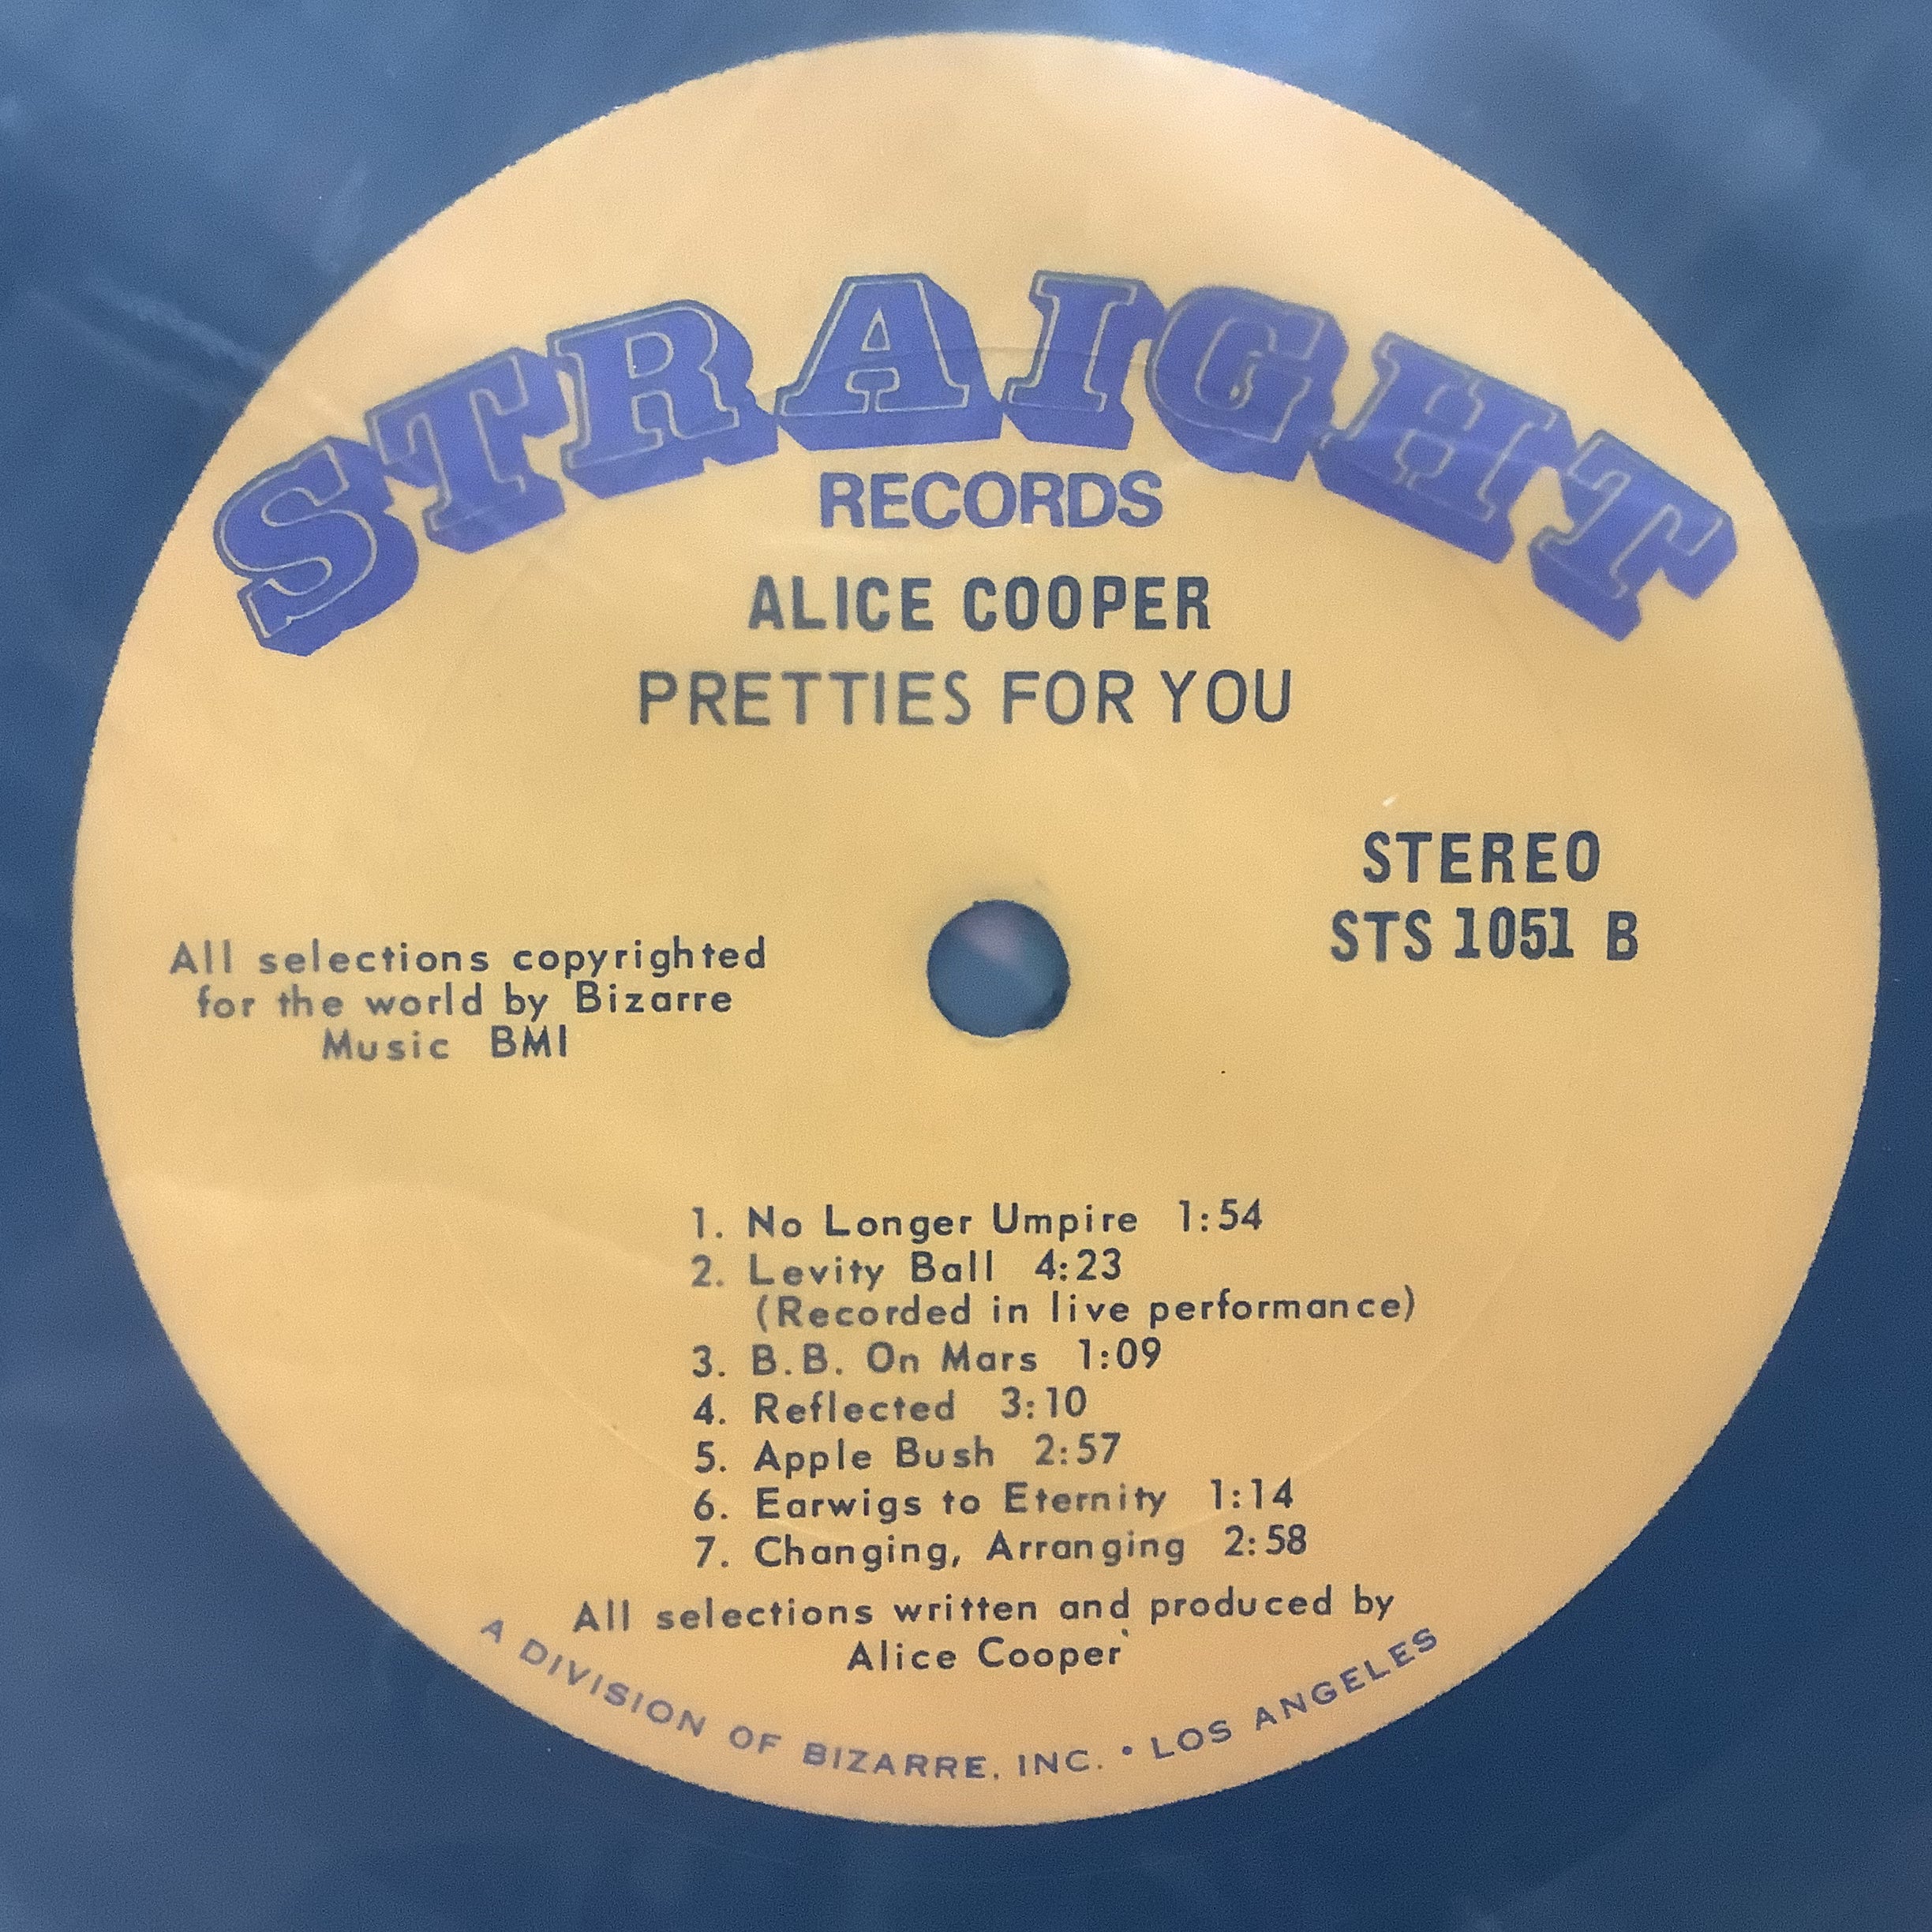 STRAIGHT
RECORDS
ALICE COOPER
PRETTIES FOR YOU
STEREO
STS 1051 B
All selections copyrighted
for the world by Bizarre
Music BMI
1. No Longer Umpire 1:54
2. Levity Ball 4:23
(Recorded in live performance)
3. B.B. On Mars 1:09
4. Reflected 3:10
5. Apple Bush 2:57
6. Earwigs to Eternity 1:14
7. Changing, Arranging 2:58
All selections written and produced by
Alice Cooper
A DIVISION OF BIZARRE, INC. • LOS ANGELES